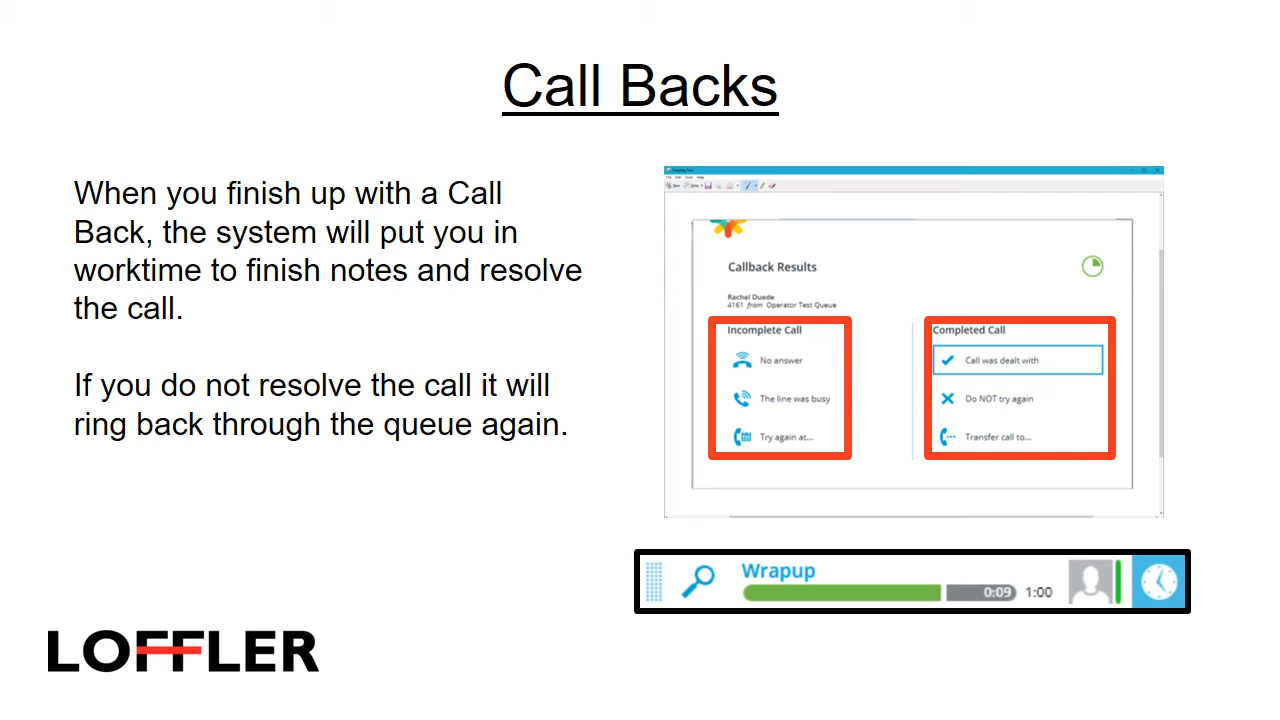 Call Backs
When you finish up with a Call
Back, the system will put you in
worktime to finish notes and resolve
the call.
If you do not resolve the call it will
ring back through the queue again.
Callback Results
Rachel Duede
4161 from Operator Test Queue
Incomplete Call
No answer
The line was busy
Try again at...
Completed Call
Call was dealt with
Do NOT try again
Transfer call to...
Wrapup
0:09 1:00
LOFFLER